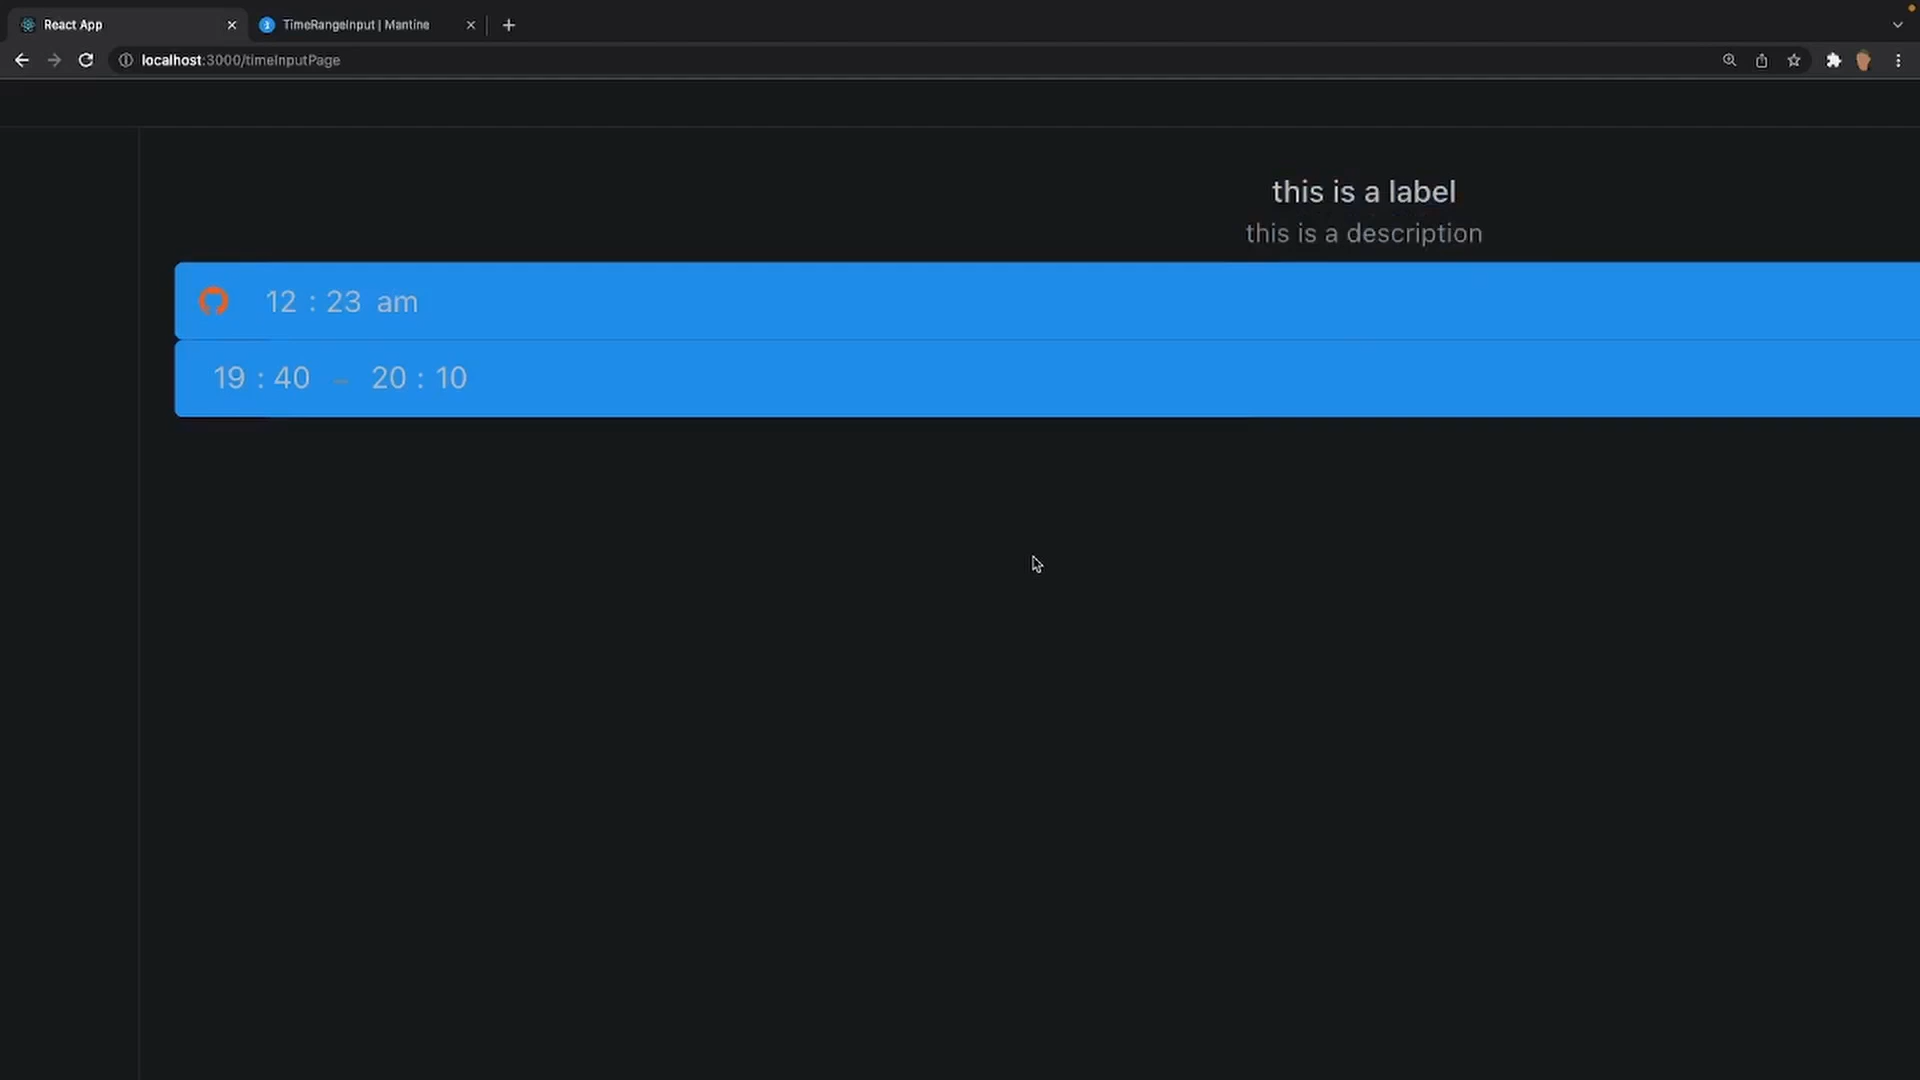 React App
TimeRangeInput | Mantine
localhost:3000/timeInputPage
this is a label
this is a description
12 : 23 am
19 : 40 – 20 : 10